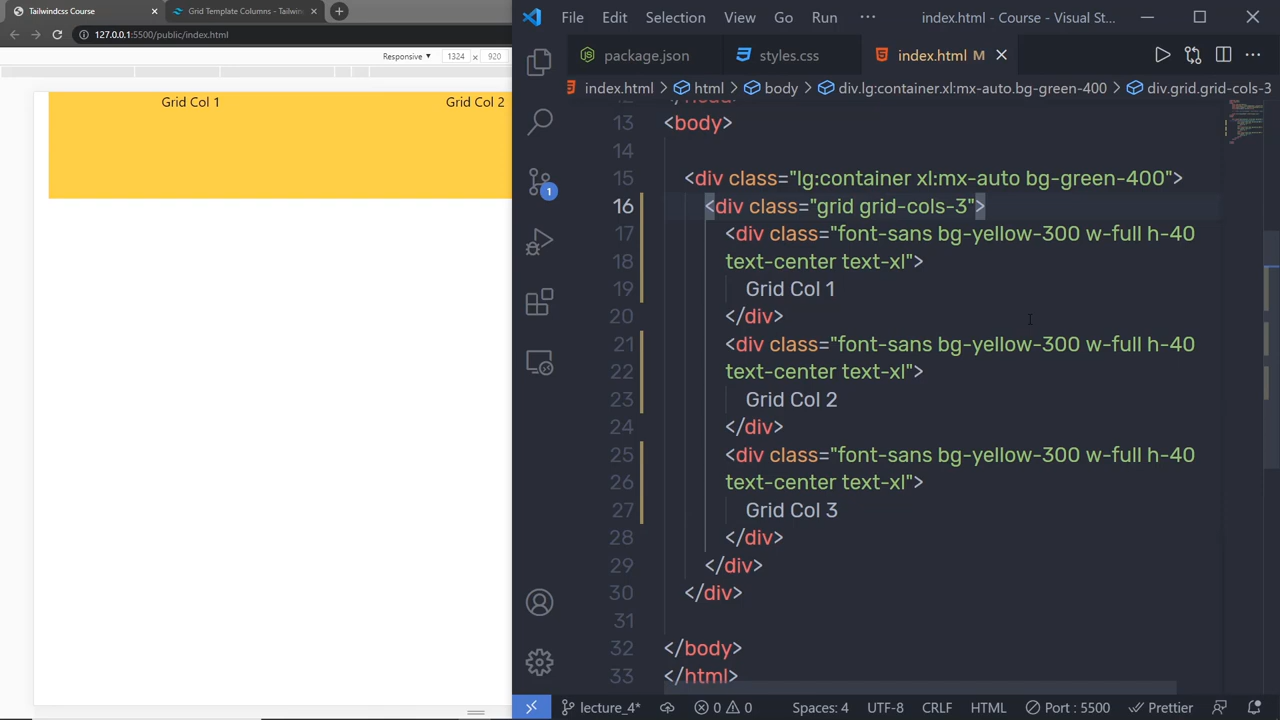 Tailwindcss Course
Grid Template Columns - Tailwin
127.0.0.1:5500/public/index.html
Responsive
1324 x 920
Grid Col 1
Grid Col 2
File Edit Selection View Go Run ···
index.html - Course - Visual St...
package.json
styles.css
index.html M
index.html > html > body > div.lg:container.xl:mx-auto.bg-green-400 > div.grid.grid-cols-3
13 <body>
14
15 <div class="lg:container xl:mx-auto bg-green-400">
16 <div class="grid grid-cols-3">
17 <div class="font-sans bg-yellow-300 w-full h-40
18 text-center text-xl">
19 Grid Col 1
20 </div>
21 <div class="font-sans bg-yellow-300 w-full h-40
22 text-center text-xl">
23 Grid Col 2
24 </div>
25 <div class="font-sans bg-yellow-300 w-full h-40
26 text-center text-xl">
27 Grid Col 3
28 </div>
29 </div>
30 </div>
31
32 </body>
33 </html>
1
lecture_4* 0 0 Spaces: 4 UTF-8 CRLF HTML Port : 5500 Prettier